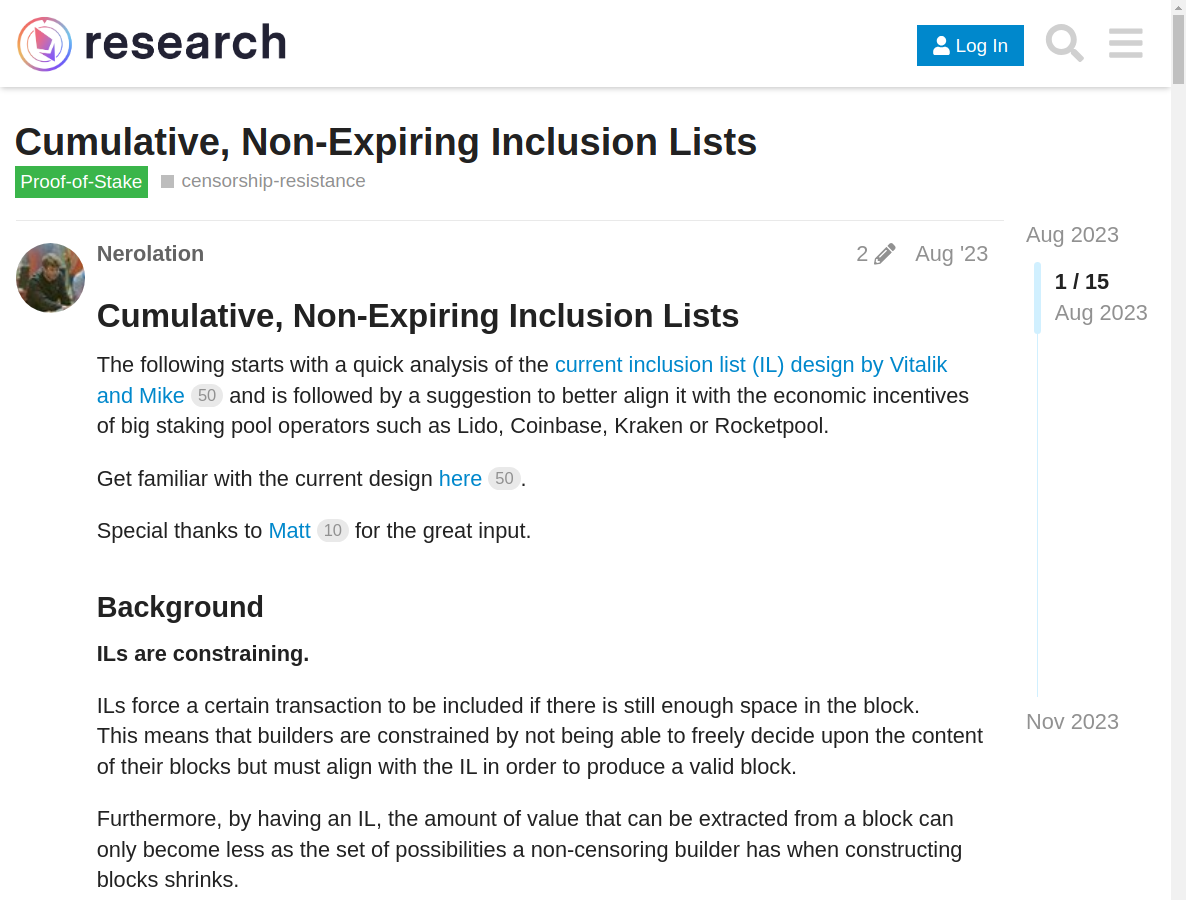 research
Log In
Cumulative, Non-Expiring Inclusion Lists
Proof-of-Stake censorship-resistance
Nerolation 2 Aug '23
Cumulative, Non-Expiring Inclusion Lists
The following starts with a quick analysis of the current inclusion list (IL) design by Vitalik
and Mike 50 and is followed by a suggestion to better align it with the economic incentives
of big staking pool operators such as Lido, Coinbase, Kraken or Rocketpool.
Get familiar with the current design here 50.
Special thanks to Matt 10 for the great input.
Background
ILs are constraining.
ILs force a certain transaction to be included if there is still enough space in the block.
This means that builders are constrained by not being able to freely decide upon the content
of their blocks but must align with the IL in order to produce a valid block.
Furthermore, by having an IL, the amount of value that can be extracted from a block can
only become less as the set of possibilities a non-censoring builder has when constructing
blocks shrinks.
Aug 2023
1 / 15
Aug 2023
Nov 2023